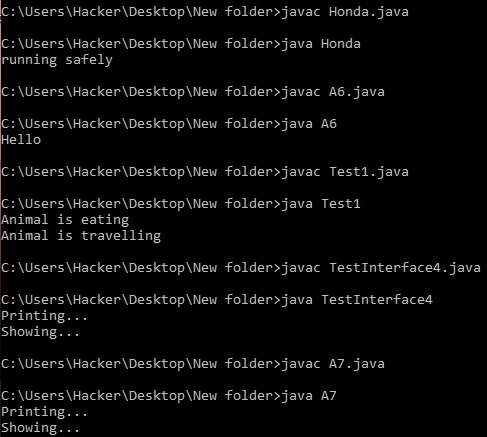 C:\Users\Hacker\Desktop\New folder>javac Honda.java
C:\Users\Hacker\Desktop\New folder>java Honda
running safely
C:\Users\Hacker\Desktop\New folder>javac A6.java
C:\Users\Hacker\Desktop\New folder>java A6
Hello
C:\Users\Hacker\Desktop\New folder>javac Test1.java
C:\Users\Hacker\Desktop\New folder>java Test1
Animal is eating
Animal is travelling
C:\Users\Hacker\Desktop\New folder>javac TestInterface4.java
C:\Users\Hacker\Desktop\New folder>java TestInterface4
Printing...
Showing...
C:\Users\Hacker\Desktop\New folder>javac A7.java
C:\Users\Hacker\Desktop\New folder>java A7
Printing...
Showing...